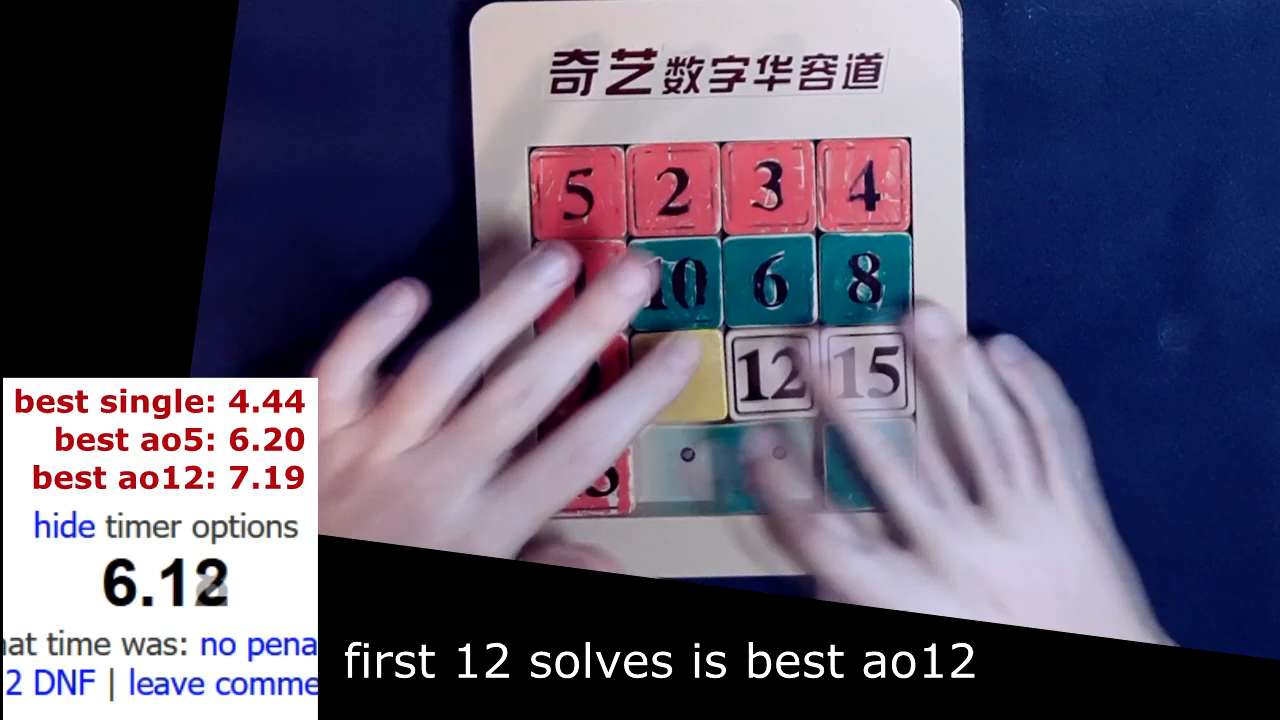 奇艺数字华容道
5 2 3 4
10 6 8
12 15
best single: 4.44
best ao5: 6.20
best ao12: 7.19
hide timer options
6.12
at time was: no pena
2 DNF | leave comme
first 12 solves is best ao12